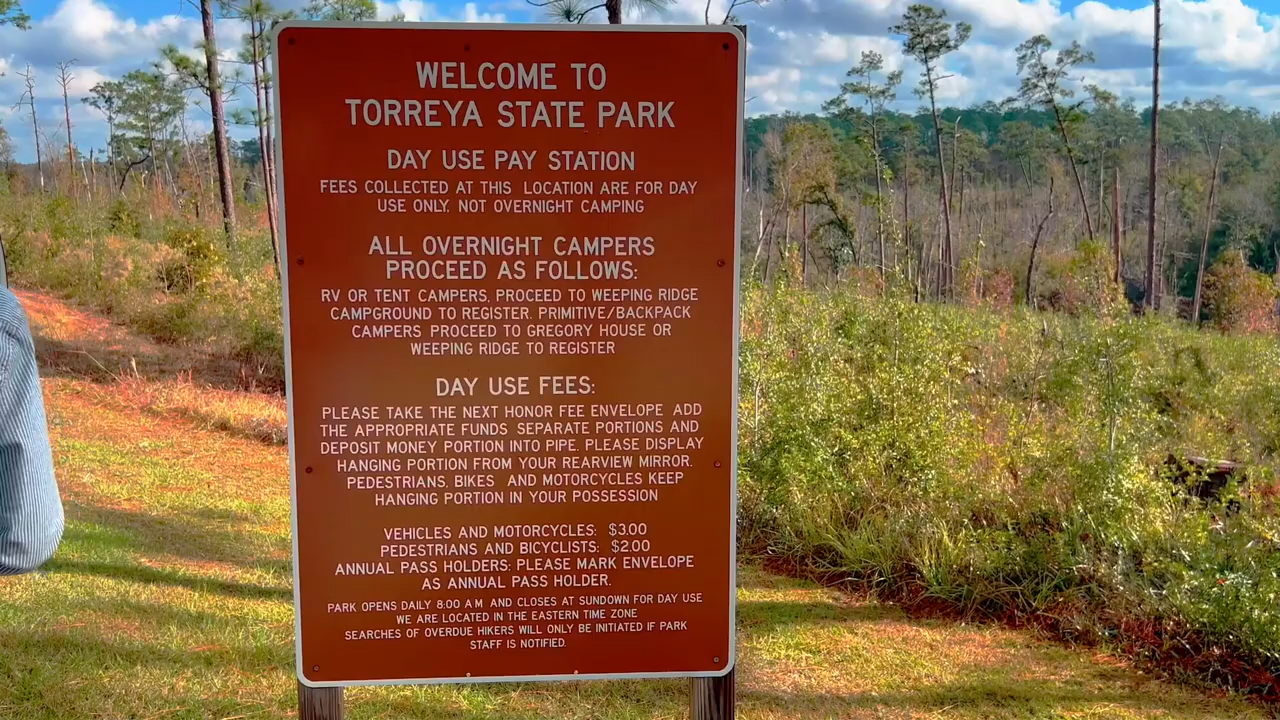 WELCOME TO
TORREYA STATE PARK
DAY USE PAY STATION
FEES COLLECTED AT THIS LOCATION ARE FOR DAY
USE ONLY, NOT OVERNIGHT CAMPING
ALL OVERNIGHT CAMPERS
PROCEED AS FOLLOWS:
RV OR TENT CAMPERS, PROCEED TO WEEPING RIDGE
CAMPGROUND TO REGISTER. PRIMITIVE/BACKPACK
CAMPERS PROCEED TO GREGORY HOUSE OR
WEEPING RIDGE TO REGISTER
DAY USE FEES:
PLEASE TAKE THE NEXT HONOR FEE ENVELOPE ADD
THE APPROPRIATE FUNDS SEPARATE PORTIONS AND
DEPOSIT MONEY PORTION INTO PIPE. PLEASE DISPLAY
HANGING PORTION FROM YOUR REARVIEW MIRROR.
PEDESTRIANS, BIKES AND MOTORCYCLES KEEP
HANGING PORTION IN YOUR POSSESSION
VEHICLES AND MOTORCYCLES: $3.00
PEDESTRIANS AND BICYCLISTS: $2.00
ANNUAL PASS HOLDERS: PLEASE MARK ENVELOPE
AS ANNUAL PASS HOLDER.
PARK OPENS DAILY 8:00 A.M AND CLOSES AT SUNDOWN FOR DAY USE
WE ARE LOCATED IN THE EASTERN TIME ZONE
SEARCHES OF OVERDUE HIKERS WILL ONLY BE INITIATED IF PARK
STAFF IS NOTIFIED.